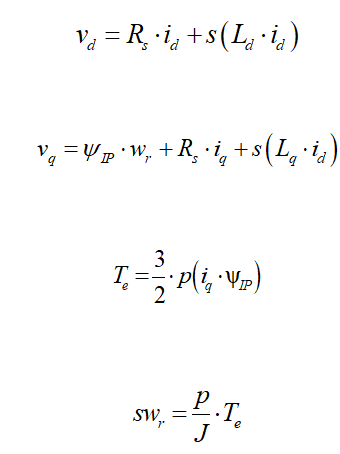 v_d = R_s · i_d + s(L_d · i_d)
v_q = ψ_IP · w_r + R_s · i_q + s(L_q · i_d)
T_e = 3/2 · p(i_q · ψ_IP)
sw_r = p/J · T_e